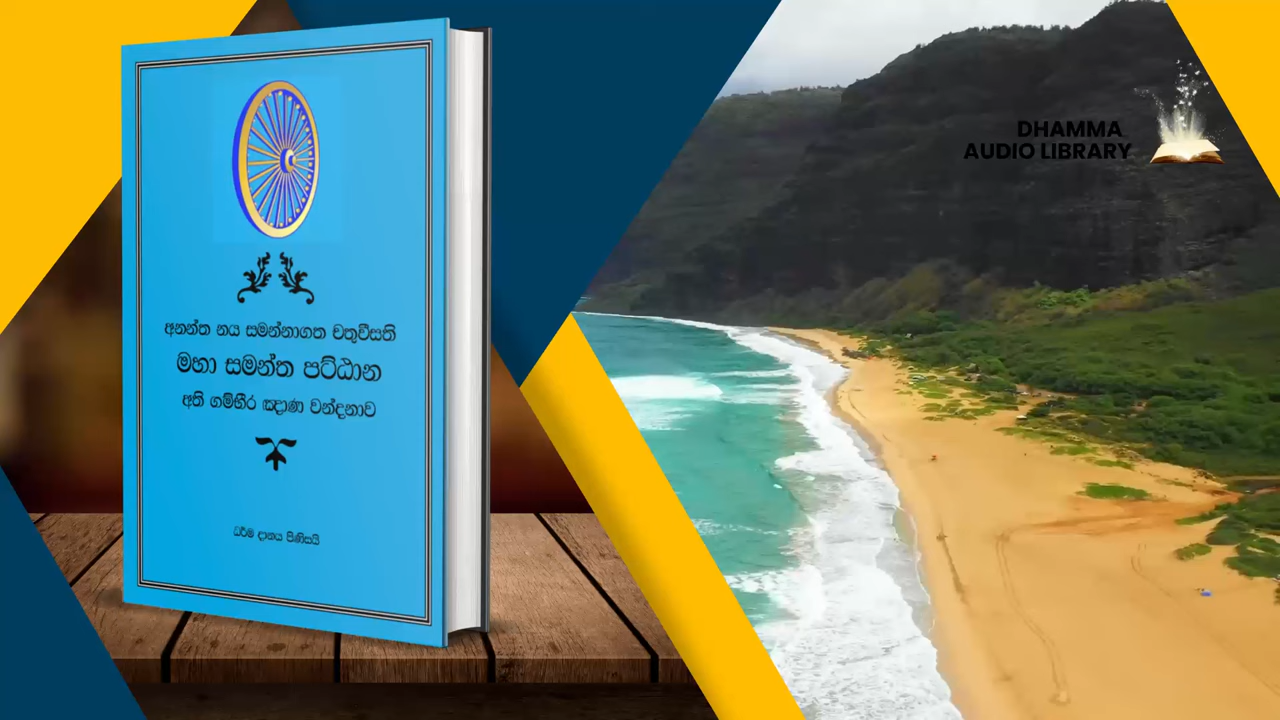 අනන්ත නය සමන්නාගත චතුවීසති
මහා සමන්ත පට්ඨාන
අති ගම්භීර ඤාණ වන්දනාව
ධර්ම දානය පිණිසයි
DHAMMA
AUDIO LIBRARY